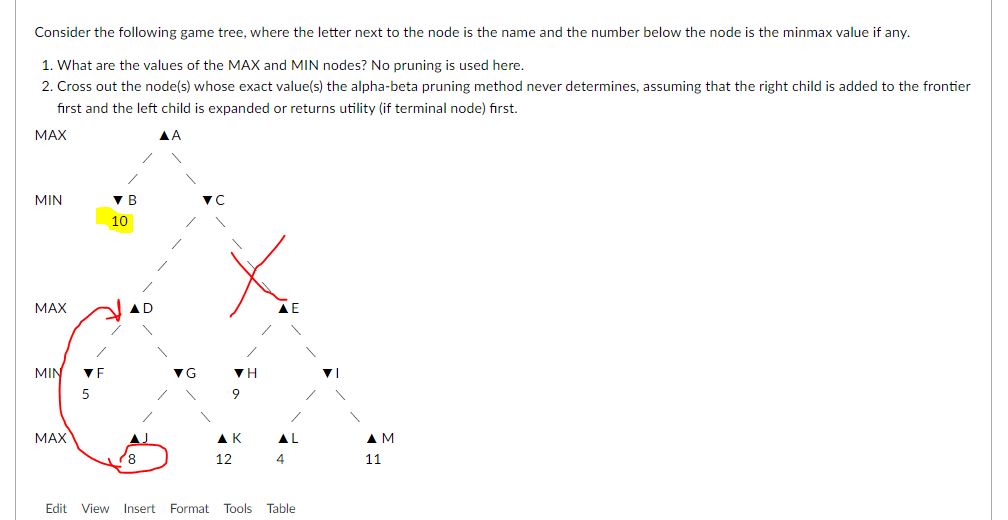 Consider the following game tree, where the letter next to the node is the name and the number below the node is the minmax value if any.
1. What are the values of the MAX and MIN nodes? No pruning is used here.
2. Cross out the node(s) whose exact value(s) the alpha-beta pruning method never determines, assuming that the right child is added to the frontier
first and the left child is expanded or returns utility (if terminal node) first.
MAX ▲A
MIN ▼ B ▼C
10
MAX ▲D ▲E
MIN ▼F ▼G ▼H ▼I
5 9
MAX ▲J ▲ K ▲L ▲ M
8 12 4 11
Edit View Insert Format Tools Table